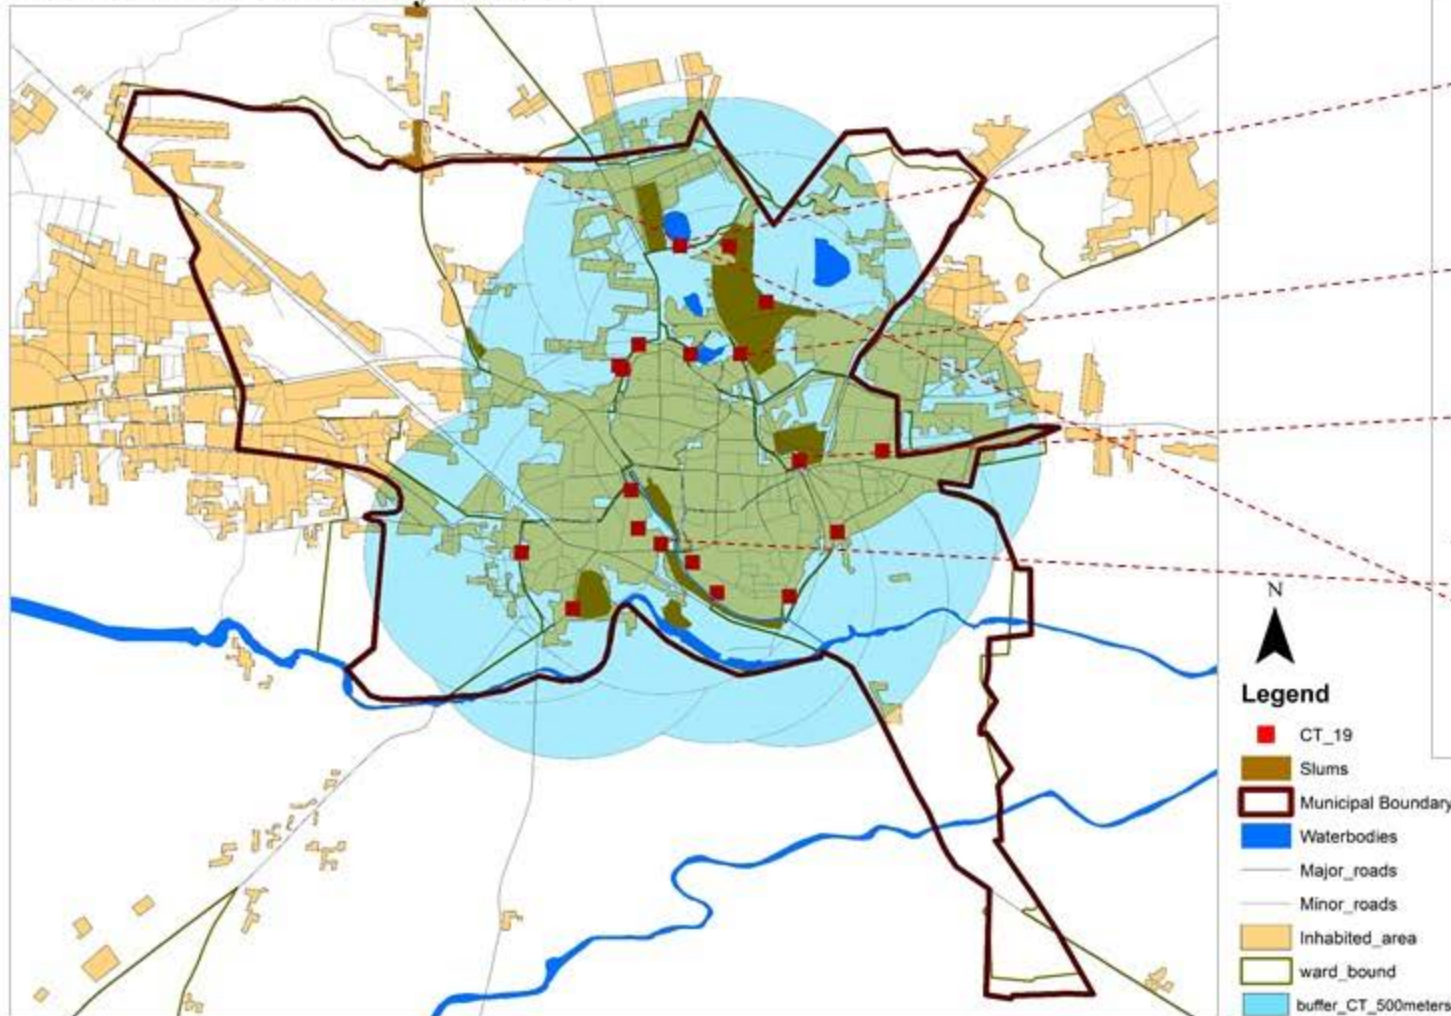 N
Legend
CT_19
Slums
Municipal Boundary
Waterbodies
Major_roads
Minor_roads
Inhabited_area
ward_bound
buffer_CT_500meters